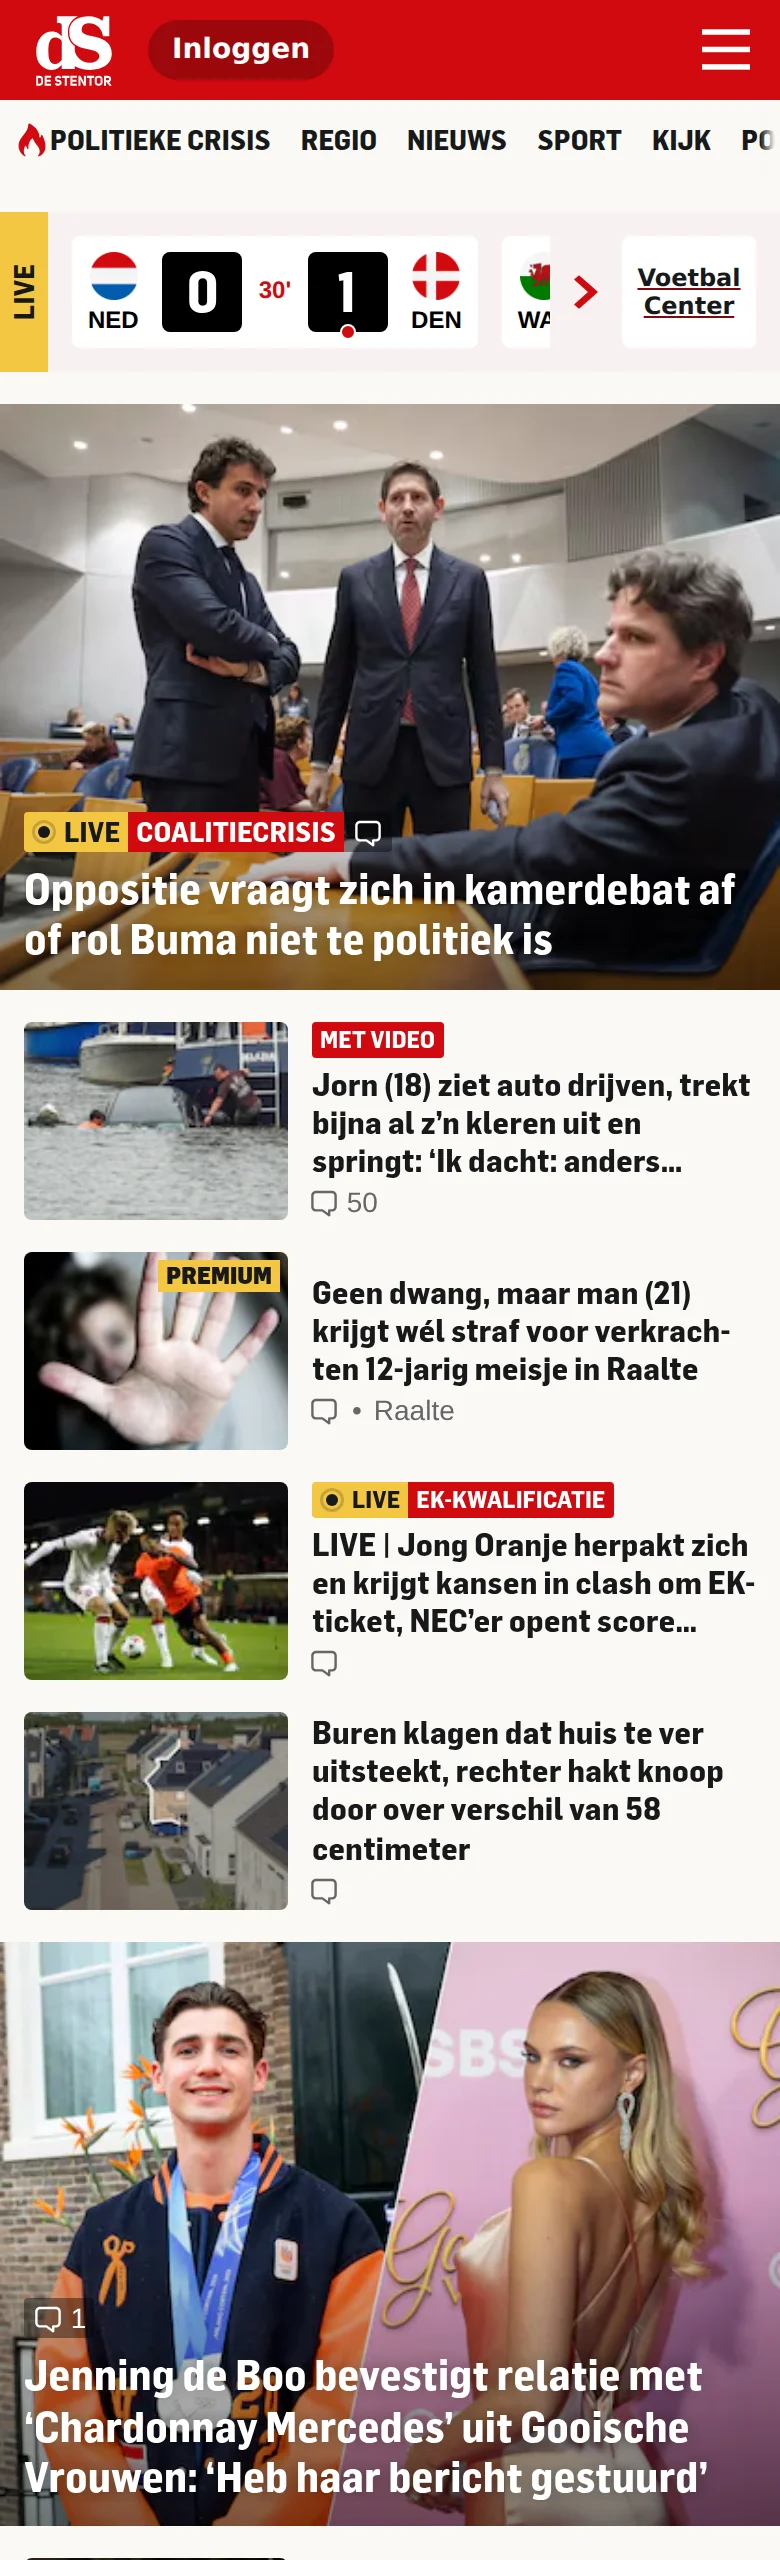 dS
DE STENTOR
Inloggen
POLITIEKE CRISIS REGIO NIEUWS SPORT KIJK PO
LIVE
NED 0 30' 1 DEN
WA
Voetbal
Center
LIVE COALITIECRISIS
Oppositie vraagt zich in kamerdebat af
of rol Buma niet te politiek is
MET VIDEO
Jorn (18) ziet auto drijven, trekt
bijna al z’n kleren uit en
springt: ‘Ik dacht: anders...
50
PREMIUM
Geen dwang, maar man (21)
krijgt wél straf voor verkrach-
ten 12-jarig meisje in Raalte
• Raalte
LIVE EK-KWALIFICATIE
LIVE | Jong Oranje herpakt zich
en krijgt kansen in clash om EK-
ticket, NEC’er opent score...
Buren klagen dat huis te ver
uitsteekt, rechter hakt knoop
door over verschil van 58
centimeter
SBS
1
Jenning de Boo bevestigt relatie met
‘Chardonnay Mercedes’ uit Gooische
Vrouwen: ‘Heb haar bericht gestuurd’